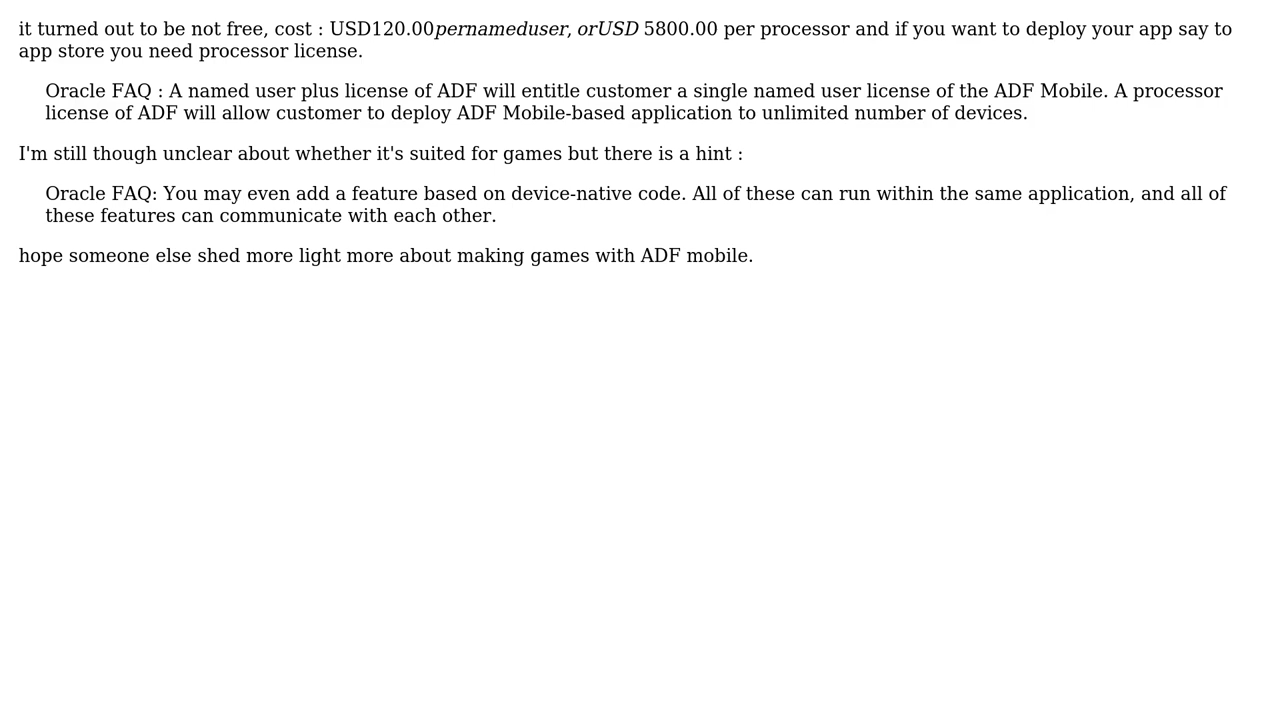 it turned out to be not free, cost : USD120.00pernameduser, orUSD 5800.00 per processor and if you want to deploy your app say to
app store you need processor license.
Oracle FAQ : A named user plus license of ADF will entitle customer a single named user license of the ADF Mobile. A processor
license of ADF will allow customer to deploy ADF Mobile-based application to unlimited number of devices.
I'm still though unclear about whether it's suited for games but there is a hint :
Oracle FAQ: You may even add a feature based on device-native code. All of these can run within the same application, and all of
these features can communicate with each other.
hope someone else shed more light more about making games with ADF mobile.